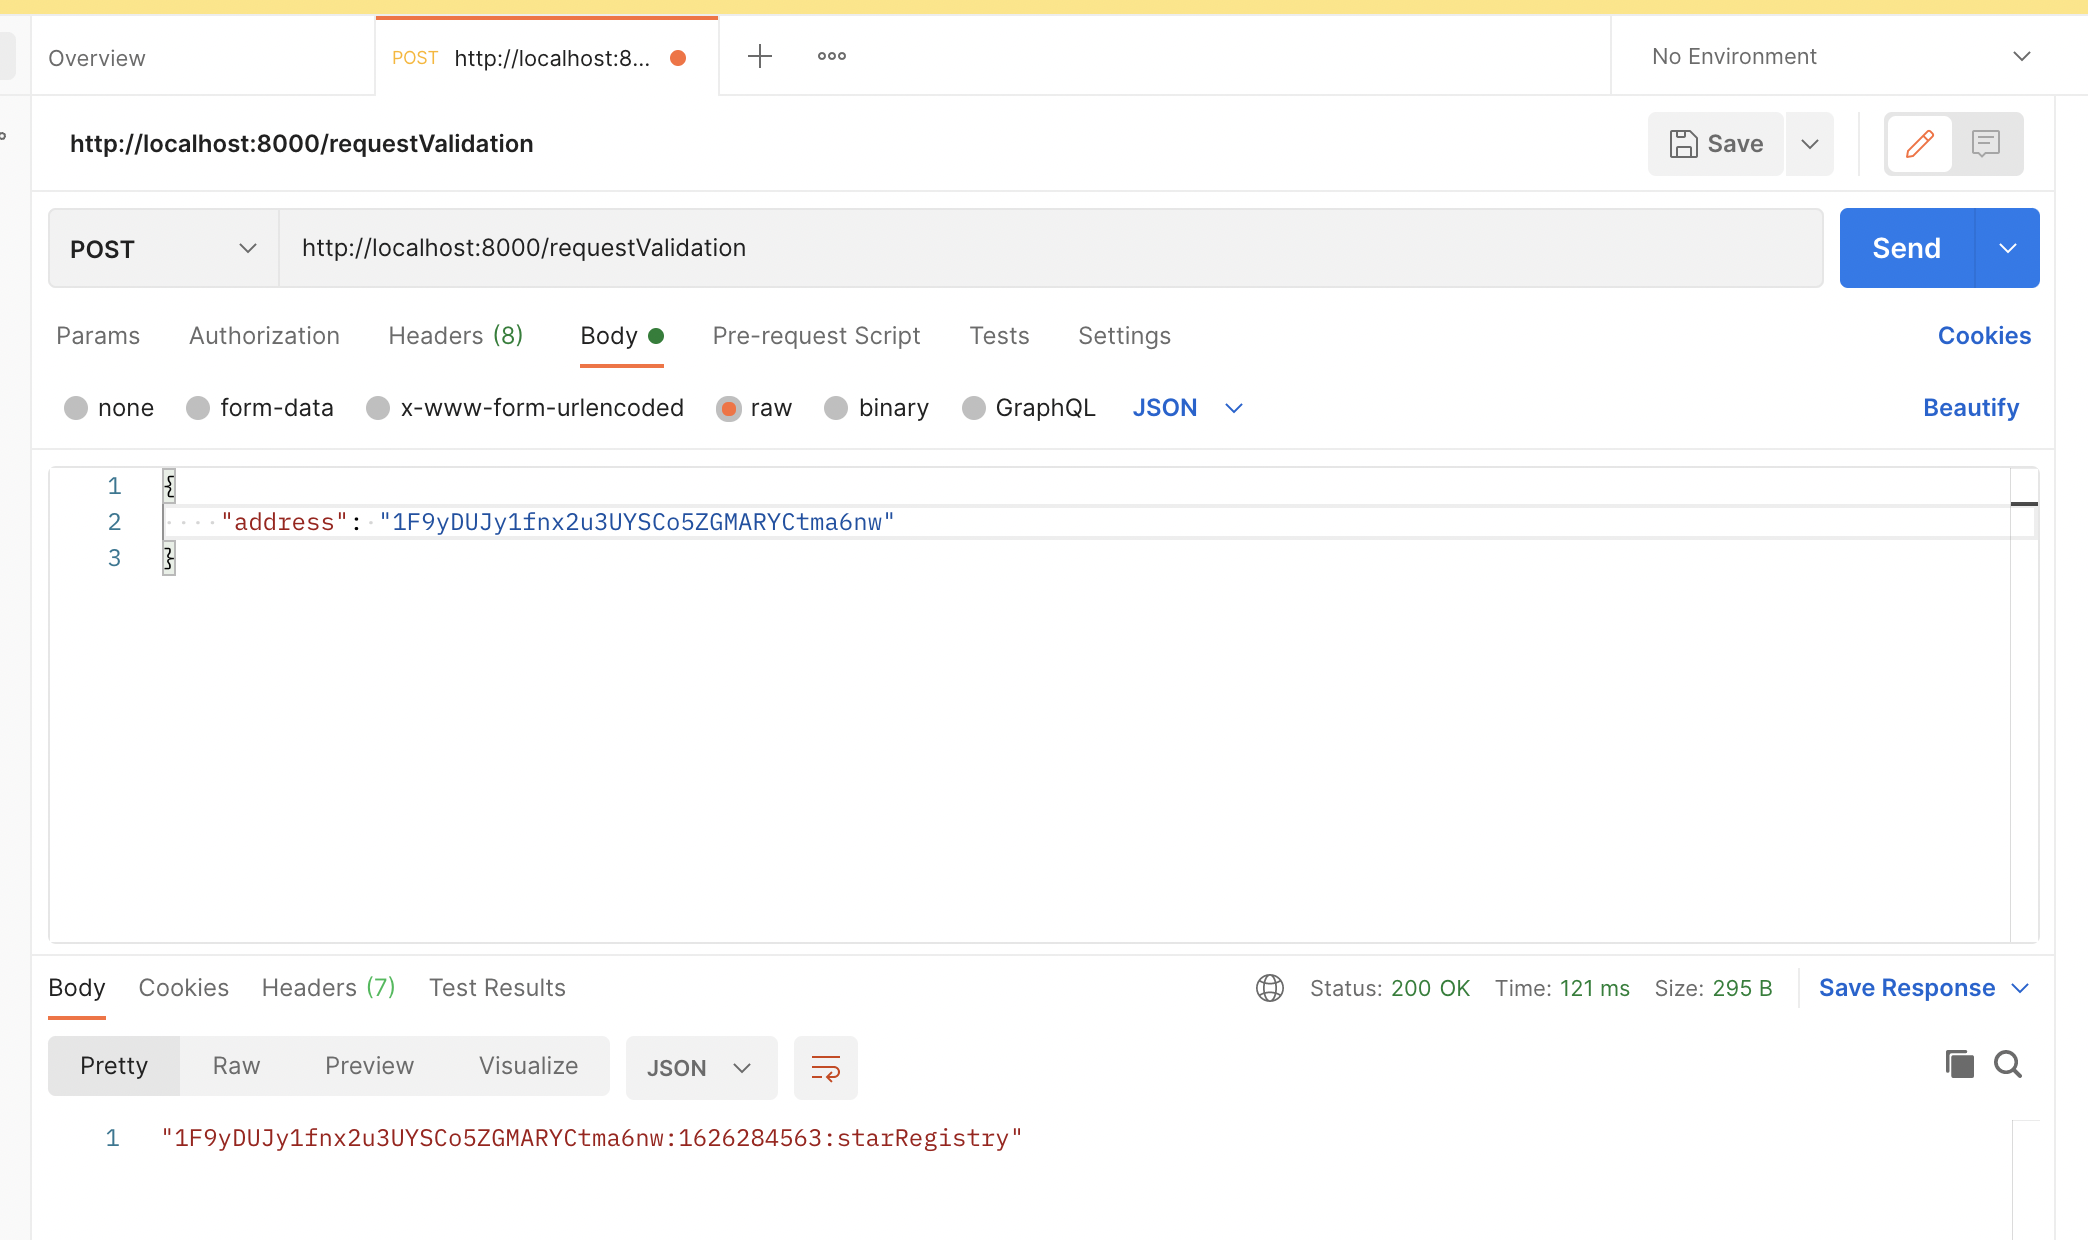 Overview
POST http://localhost:8...
No Environment
http://localhost:8000/requestValidation
Save
POST
http://localhost:8000/requestValidation
Send
Params Authorization Headers (8) Body Pre-request Script Tests Settings Cookies
none form-data x-www-form-urlencoded raw binary GraphQL JSON Beautify
1 {
2 "address": "1F9yDUJy1fnx2u3UYSCo5ZGMARYCtma6nw"
3 }
Body Cookies Headers (7) Test Results Status: 200 OK Time: 121 ms Size: 295 B Save Response
Pretty Raw Preview Visualize JSON
1 "1F9yDUJy1fnx2u3UYSCo5ZGMARYCtma6nw:1626284563:starRegistry"